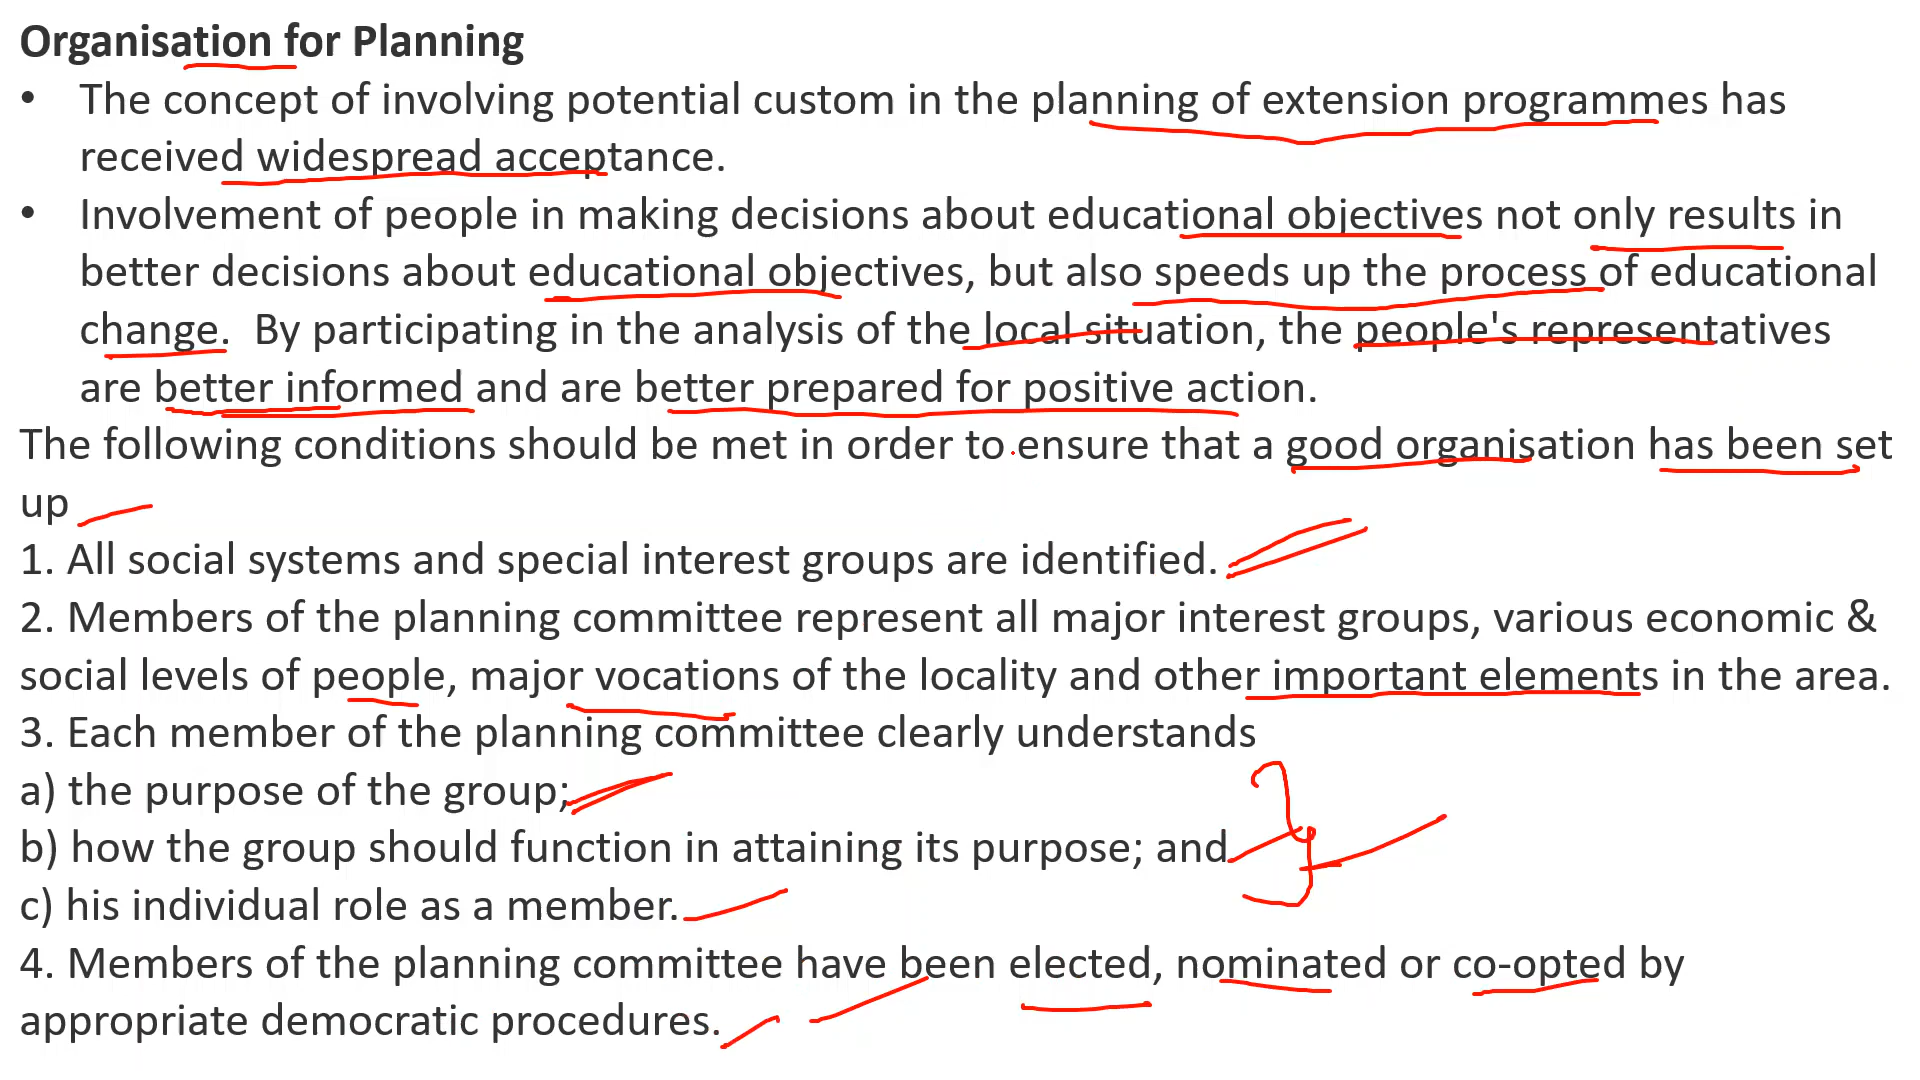 Organisation for Planning
• The concept of involving potential custom in the planning of extension programmes has
received widespread acceptance.
• Involvement of people in making decisions about educational objectives not only results in
better decisions about educational objectives, but also speeds up the process of educational
change. By participating in the analysis of the local situation, the people's representatives
are better informed and are better prepared for positive action.
The following conditions should be met in order to ensure that a good organisation has been set
up
1. All social systems and special interest groups are identified.
2. Members of the planning committee represent all major interest groups, various economic &
social levels of people, major vocations of the locality and other important elements in the area.
3. Each member of the planning committee clearly understands
a) the purpose of the group;
b) how the group should function in attaining its purpose; and
c) his individual role as a member.
4. Members of the planning committee have been elected, nominated or co-opted by
appropriate democratic procedures.